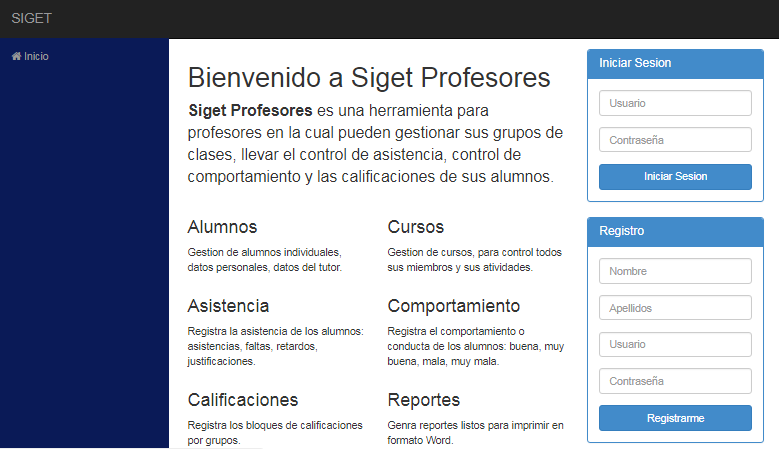 SIGET
Inicio
Bienvenido a Siget Profesores
Siget Profesores es una herramienta para
profesores en la cual pueden gestionar sus grupos de
clases, llevar el control de asistencia, control de
comportamiento y las calificaciones de sus alumnos.
Alumnos
Gestion de alumnos individuales,
datos personales, datos del tutor.
Cursos
Gestion de cursos, para control todos
sus miembros y sus atividades.
Asistencia
Registra la asistencia de los alumnos:
asistencias, faltas, retardos,
justificaciones.
Comportamiento
Registra el comportamiento o
conducta de los alumnos: buena, muy
buena, mala, muy mala.
Calificaciones
Registra los bloques de calificaciones
por grupos.
Reportes
Genra reportes listos para imprimir en
formato Word.
Iniciar Sesion
Usuario
Contraseña
Iniciar Sesion
Registro
Nombre
Apellidos
Usuario
Contraseña
Registrarme